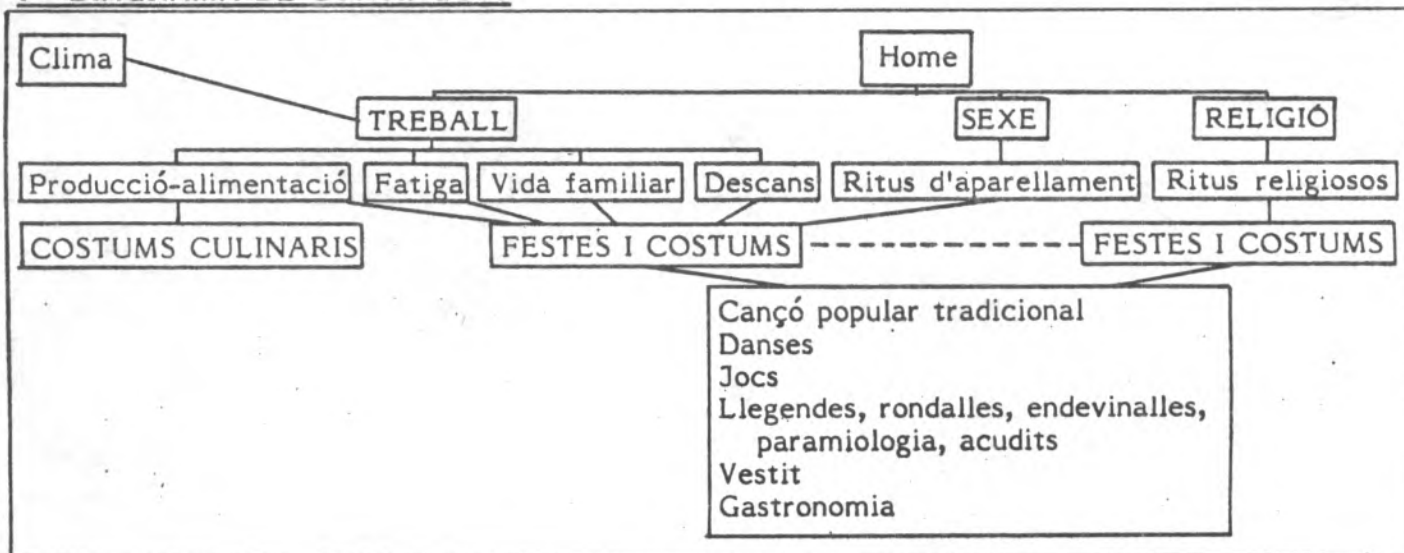 Clima
Home
TREBALL
SEXE
RELIGIÓ
Producció-alimentació
Fatiga
Vida familiar
Descans
Ritus d'aparellament
Ritus religiosos
COSTUMS CULINARIS
FESTES I COSTUMS
FESTES I COSTUMS
Cançó popular tradicional
Danses
Jocs
Llegendes, rondalles, endevinalles,
paramiologia, acudits
Vestit
Gastronomia